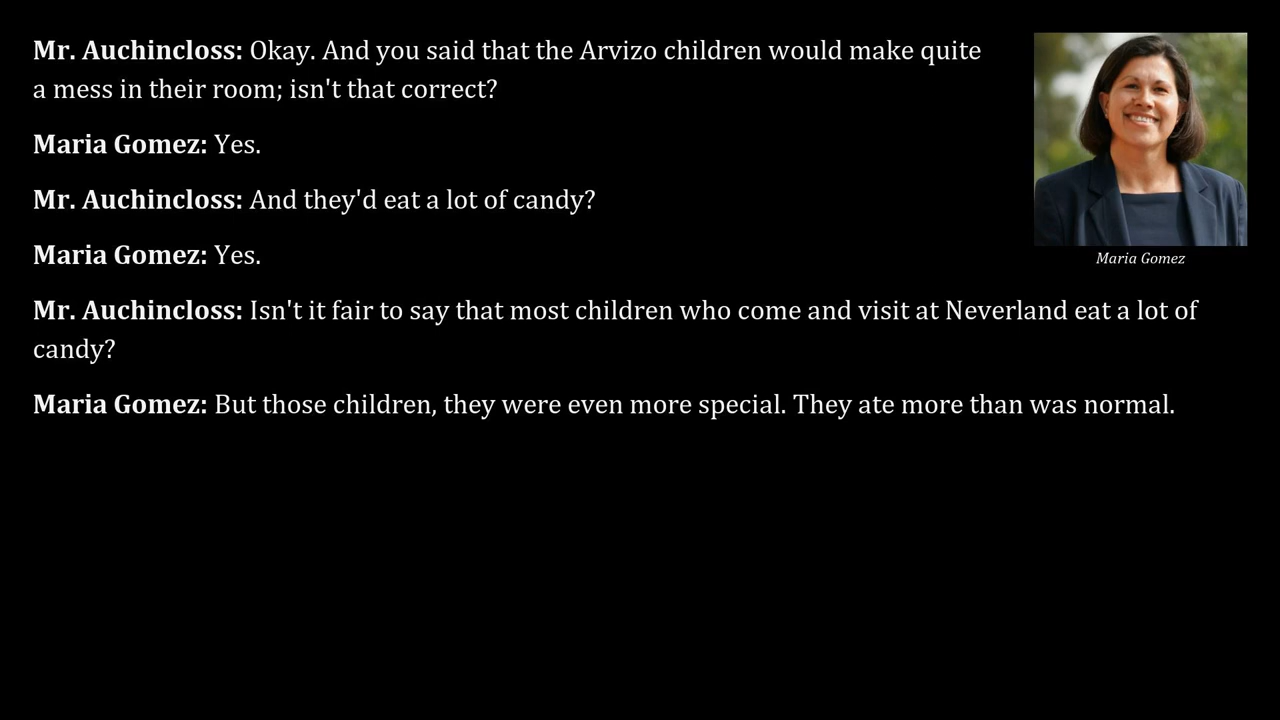 Mr. Auchincloss: Okay. And you said that the Arvizo children would make quite
a mess in their room; isn't that correct?
Maria Gomez: Yes.
Mr. Auchincloss: And they'd eat a lot of candy?
Maria Gomez: Yes.
Maria Gomez
Mr. Auchincloss: Isn't it fair to say that most children who come and visit at Neverland eat a lot of
candy?
Maria Gomez: But those children, they were even more special. They ate more than was normal.